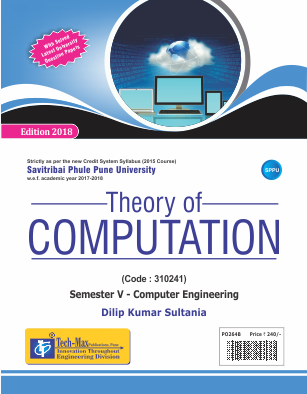 With Solved
Latest University
Question Papers
Edition 2018
Strictly as per the new Credit System Syllabus (2015 Course)
Savitribai Phule Pune University
w.e.f. academic year 2017-2018
SPPU
Theory of
COMPUTATION
(Code : 310241)
Semester V - Computer Engineering
Dilip Kumar Sultania
Tech-Max
Publications, Pune
Innovation Throughout
Engineering Division
PO264B Price ₹ 240/-